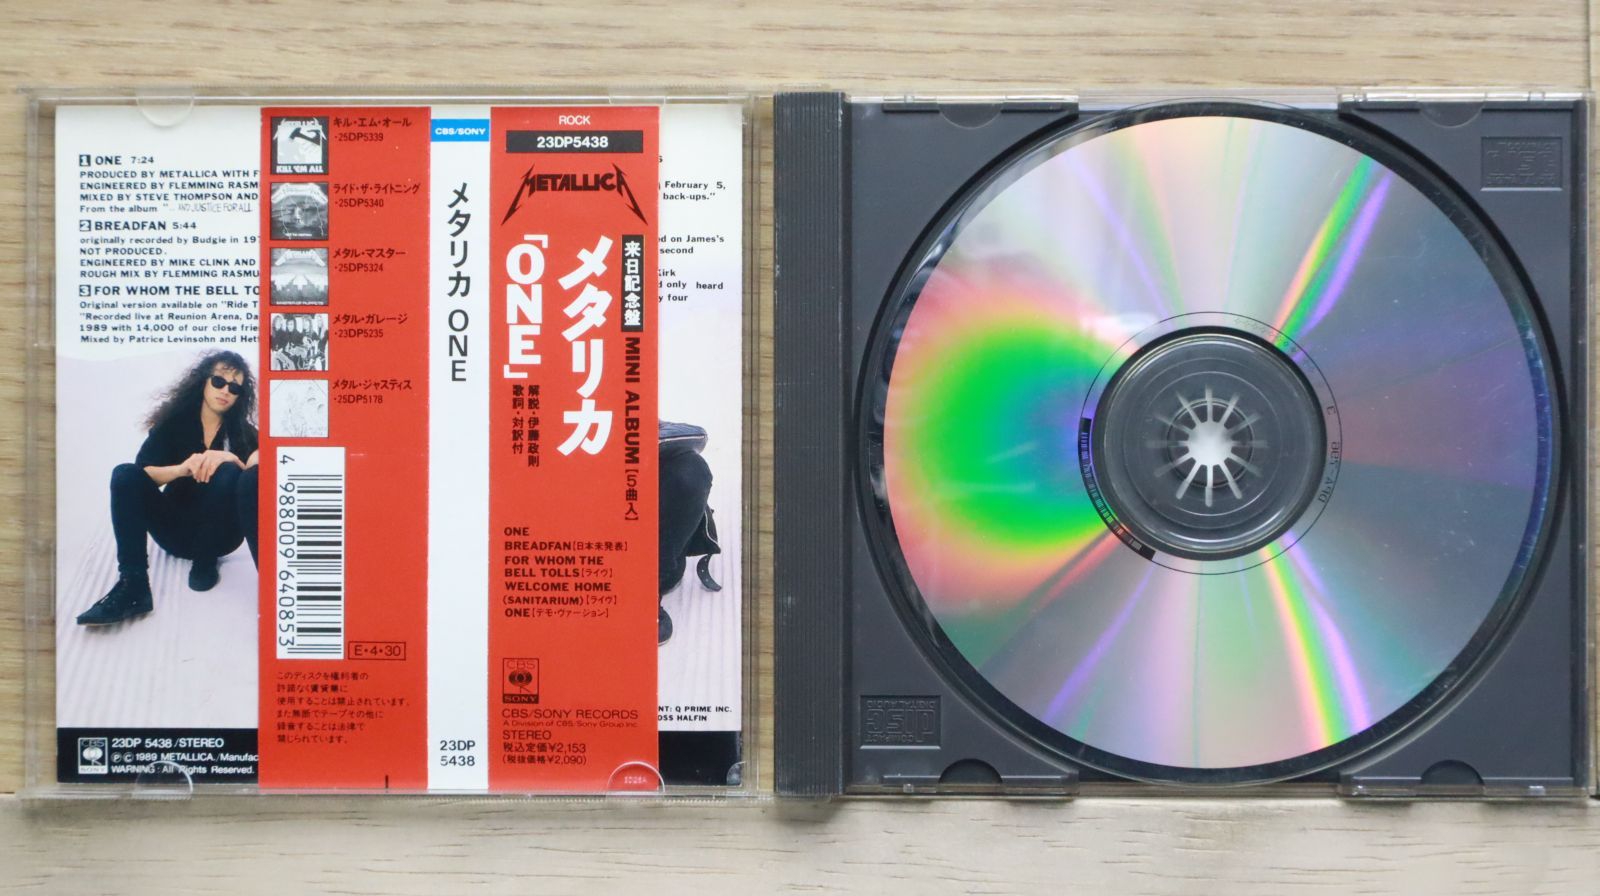 1 ONE 7:24
PRODUCED BY METALLICA WITH
ENGINEERED BY FLEMMING
MIXED BY STEVE THOMPSON AND
From the album "...AND JUSTICE FOR ALL
2 BREADFAN 5:44
originally recorded by Budgie in
NOT PRODUCED.
ENGINEERED BY MIKE CLINK AND
ROUGH MIX BY FLEMMING
3 FOR WHOM THE BELL
Original version available on "Ride
"Recorded live at Reunion Arena,
1989 with 14,000 of our close
Mixed by Patrice Levinsohn and
CBS
SONY
23DP 5438/STEREO
ⓅⒸ1989 METALLICA./
WARNING: All Rights Reserved.
キル・エム・オール
・25DP5339
METALLICA
KILL 'EM ALL
ライド・ザ・ライトニング
・25DP5340
メタル・マスター
・25DP5324
METALLICA
MASTER OF PUPPETS
メタル・ガレージ
・23DP5235
メタル・ジャスティス
・25DP5178
4 988009 640853
E・4・30
このディスクを権利者の
許諾なく賃貸業に
使用することは禁止されています。
また無断でテープその他に
録音することは法律で
禁じられています。
CBS/SONY
メタリカ ONE
23DP
5438
ROCK
23DP5438
METALLICA
来日記念盤 MINI ALBUM [5曲入]
メタリカ
「ONE」
解説・伊藤政則
歌詞・対訳付
ONE
BREADFAN[日本未発表]
FOR WHOM THE
BELL TOLLS[ライヴ]
WELCOME HOME
(SANITARIUM)[ライヴ]
ONE[デモ・ヴァージョン]
CBS
SONY
CBS/SONY RECORDS
A Division of CBS/Sony Group Inc.
STEREO
税込定価¥2,153
(税抜価格¥2,090)
February 5,
back-ups."
on James's
second
Kirk
only heard
four
Q PRIME INC.
HALFIN
COMPACT
DISC
DIGITAL AUDIO